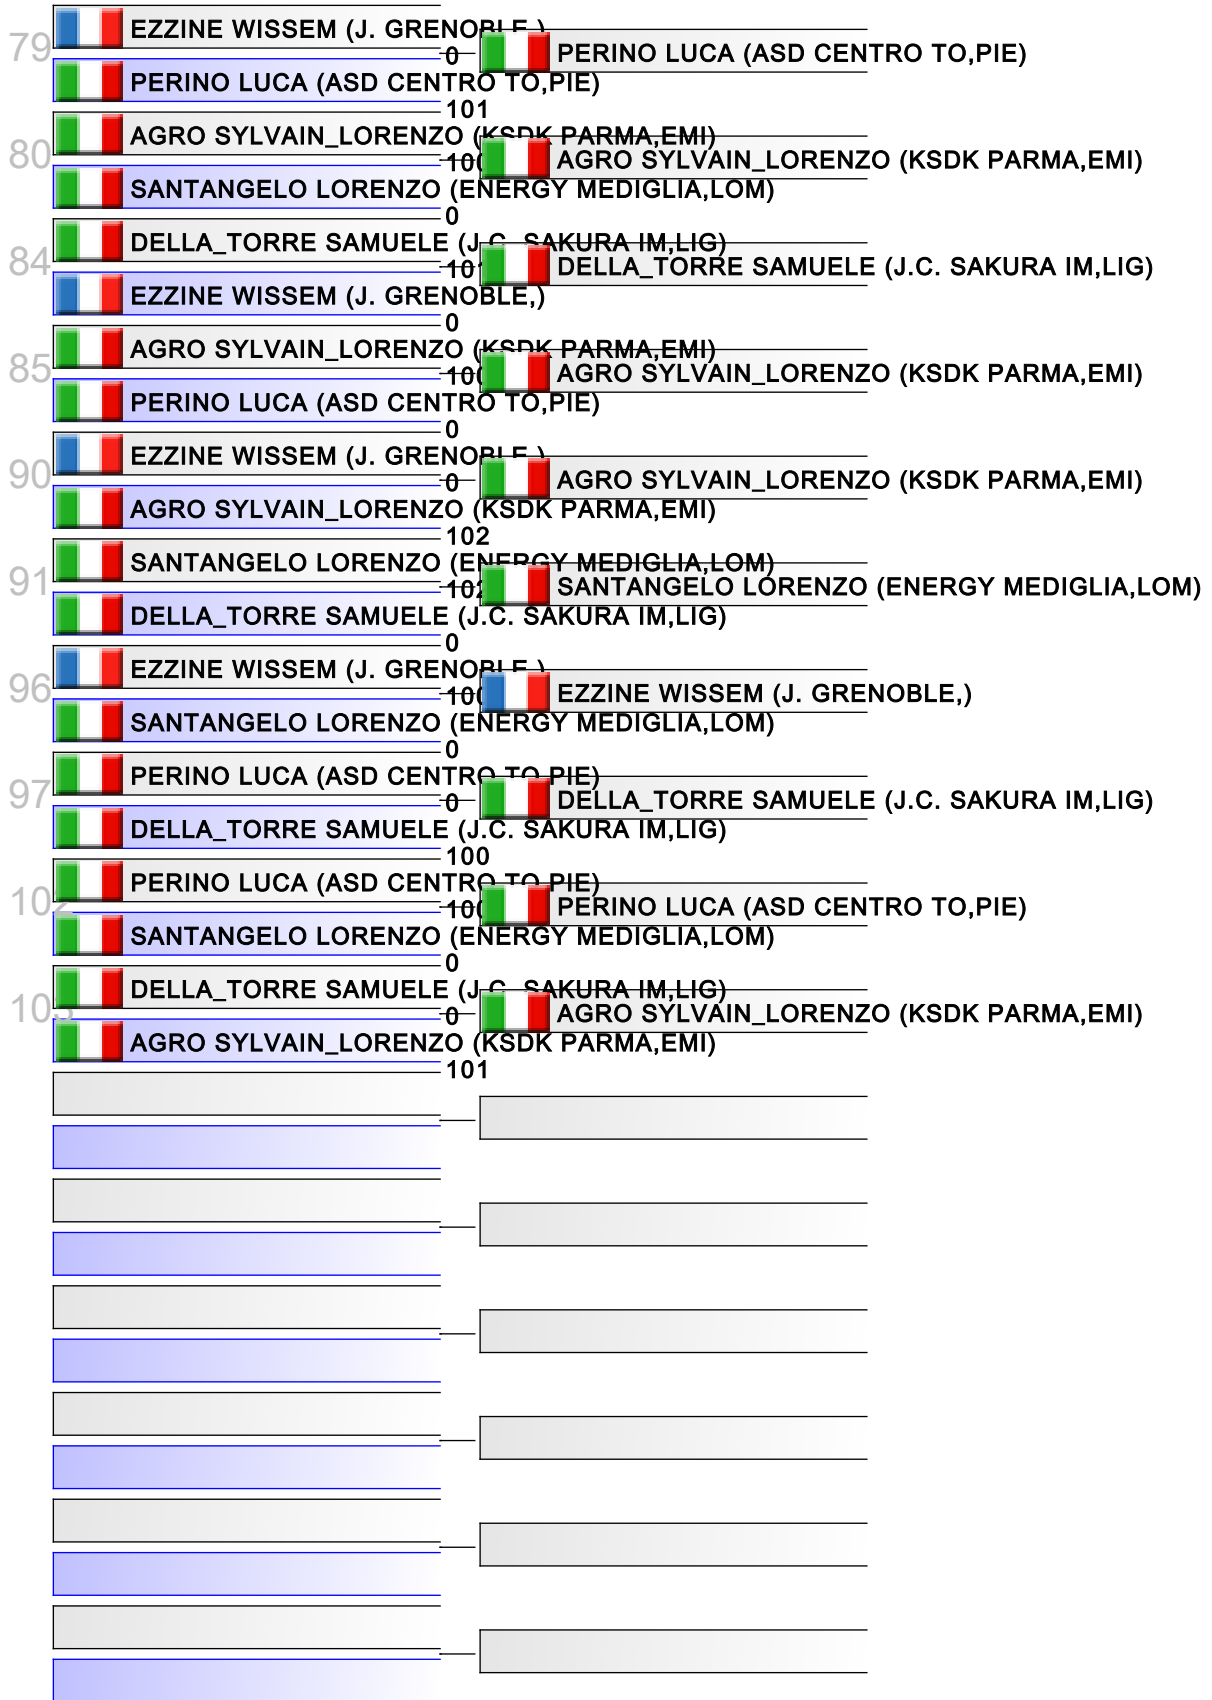 79
EZZINE WISSEM (J. GRENOBLE,)
0
PERINO LUCA (ASD CENTRO TO,PIE)
PERINO LUCA (ASD CENTRO TO,PIE)
101
80
AGRO SYLVAIN_LORENZO (KSDK PARMA,EMI)
100
AGRO SYLVAIN_LORENZO (KSDK PARMA,EMI)
SANTANGELO LORENZO (ENERGY MEDIGLIA,LOM)
0
84
DELLA_TORRE SAMUELE (J.C. SAKURA IM,LIG)
101
DELLA_TORRE SAMUELE (J.C. SAKURA IM,LIG)
EZZINE WISSEM (J. GRENOBLE,)
0
85
AGRO SYLVAIN_LORENZO (KSDK PARMA,EMI)
100
AGRO SYLVAIN_LORENZO (KSDK PARMA,EMI)
PERINO LUCA (ASD CENTRO TO,PIE)
0
90
EZZINE WISSEM (J. GRENOBLE,)
0
AGRO SYLVAIN_LORENZO (KSDK PARMA,EMI)
AGRO SYLVAIN_LORENZO (KSDK PARMA,EMI)
102
91
SANTANGELO LORENZO (ENERGY MEDIGLIA,LOM)
102
SANTANGELO LORENZO (ENERGY MEDIGLIA,LOM)
DELLA_TORRE SAMUELE (J.C. SAKURA IM,LIG)
0
96
EZZINE WISSEM (J. GRENOBLE,)
100
EZZINE WISSEM (J. GRENOBLE,)
SANTANGELO LORENZO (ENERGY MEDIGLIA,LOM)
0
97
PERINO LUCA (ASD CENTRO TO,PIE)
0
DELLA_TORRE SAMUELE (J.C. SAKURA IM,LIG)
DELLA_TORRE SAMUELE (J.C. SAKURA IM,LIG)
100
102
PERINO LUCA (ASD CENTRO TO,PIE)
100
PERINO LUCA (ASD CENTRO TO,PIE)
SANTANGELO LORENZO (ENERGY MEDIGLIA,LOM)
0
103
DELLA_TORRE SAMUELE (J.C. SAKURA IM,LIG)
0
AGRO SYLVAIN_LORENZO (KSDK PARMA,EMI)
AGRO SYLVAIN_LORENZO (KSDK PARMA,EMI)
101